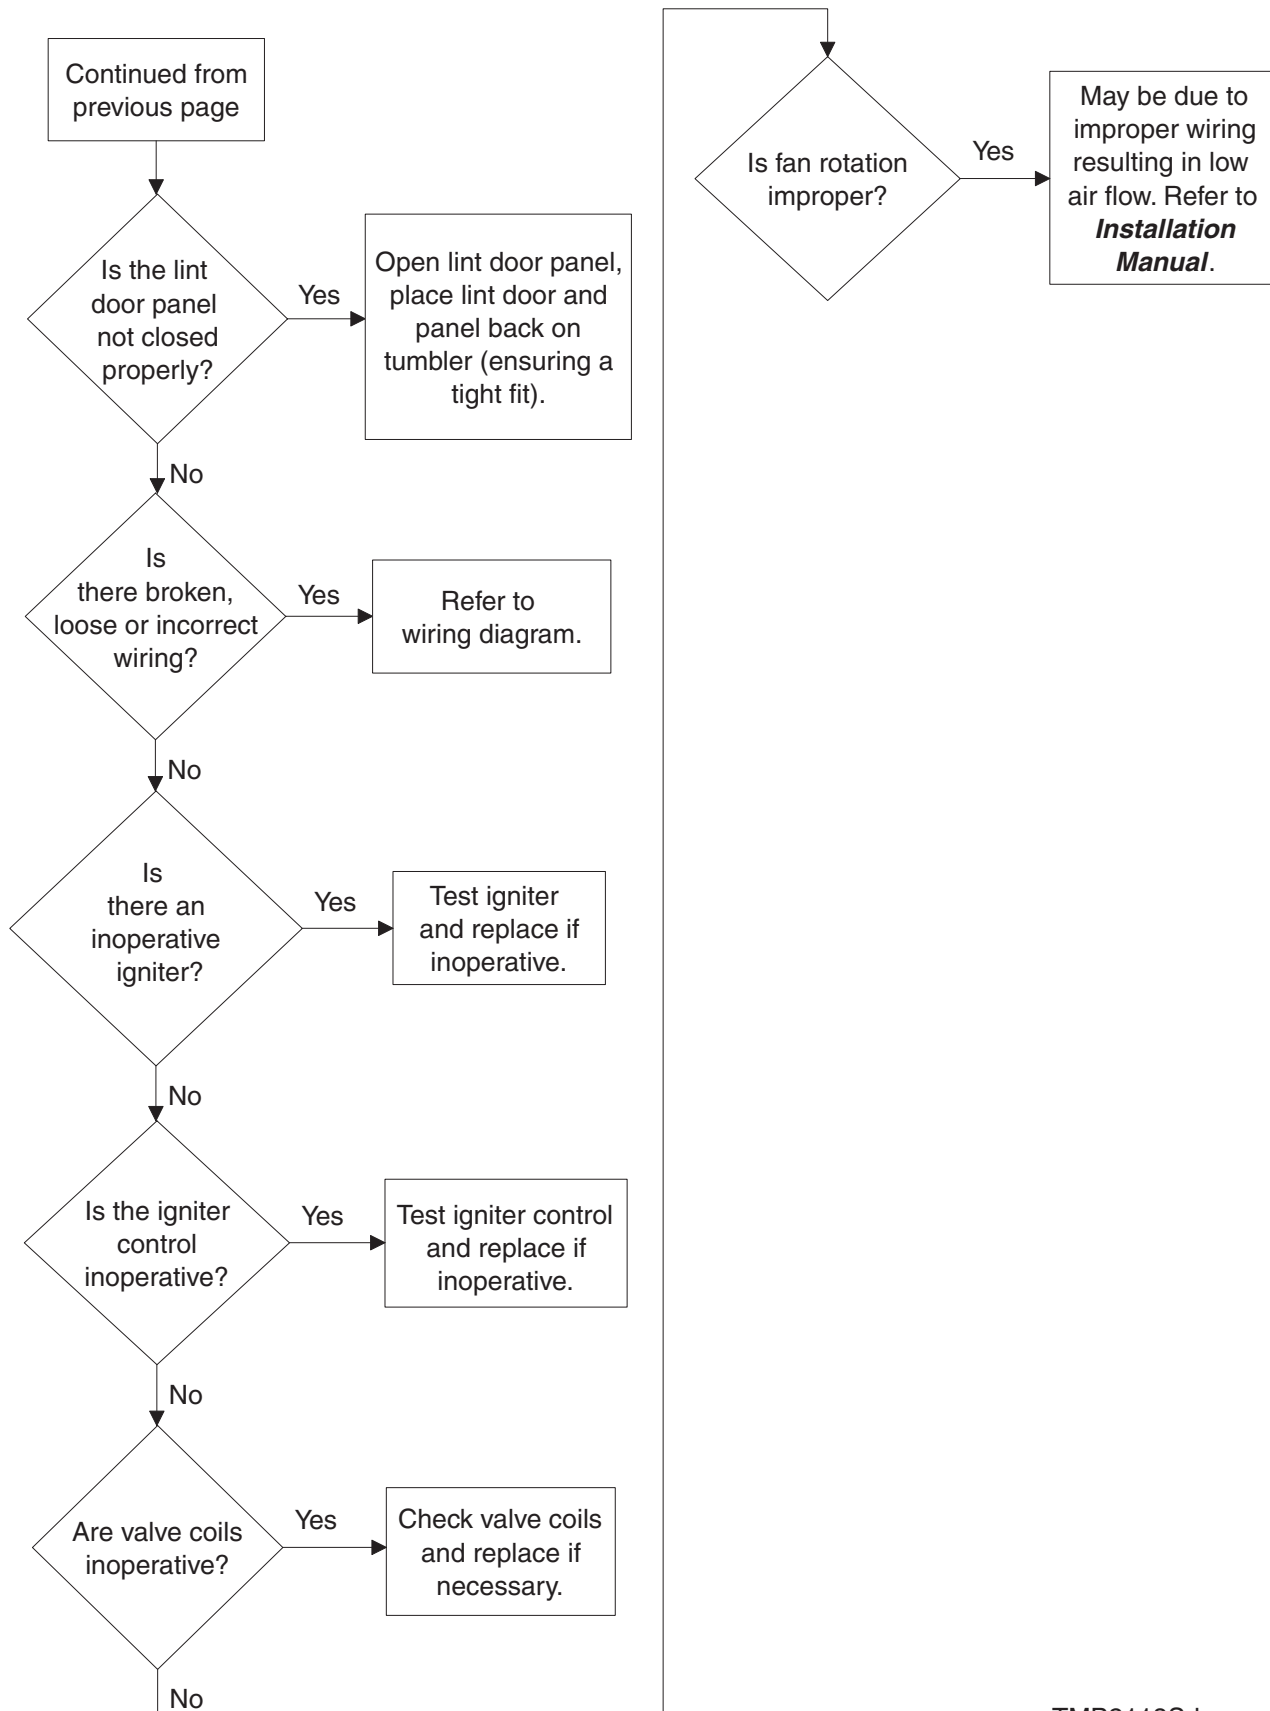 Continued from
previous page
Is the lint
door panel
not closed
properly?
Yes
Open lint door panel,
place lint door and
panel back on
tumbler (ensuring a
tight fit).
No
Is
there broken,
loose or incorrect
wiring?
Yes
Refer to
wiring diagram.
No
Is
there an
inoperative
igniter?
Yes
Test igniter
and replace if
inoperative.
No
Is the igniter
control
inoperative?
Yes
Test igniter control
and replace if
inoperative.
No
Are valve coils
inoperative?
Yes
Check valve coils
and replace if
necessary.
No
Is fan rotation
improper?
Yes
May be due to
improper wiring
resulting in low
air flow. Refer to
Installation
Manual.